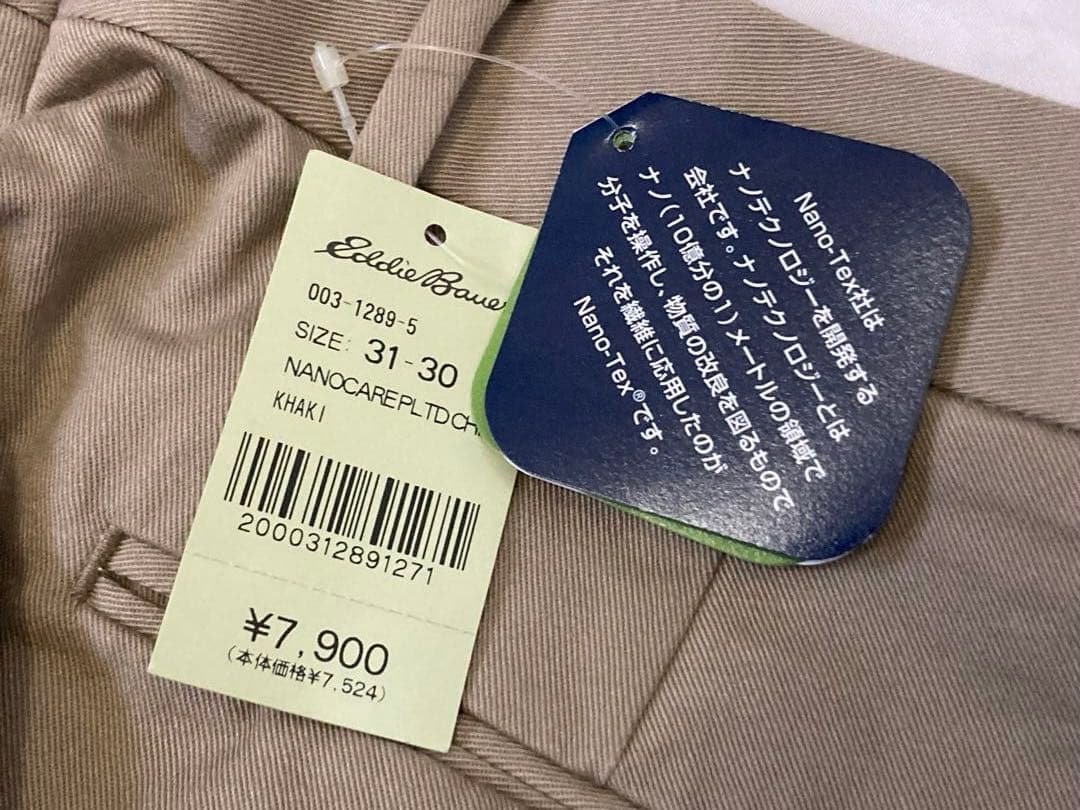 Eddie Baue
003-1289-5
SIZE: 31-30
NANOCARE PLTD CH
KHAKI
2000312891271
¥7,900
(本体価格¥7,524)
Nano-Tex社は
ナノテクノロジーを開発する
会社です。ナノテクノロジーとは
ナノ(10億分の1)メートルの領域で
分子を操作し、物質の改良を図るもので
それを繊維に応用したのが
Nano-Tex®です。